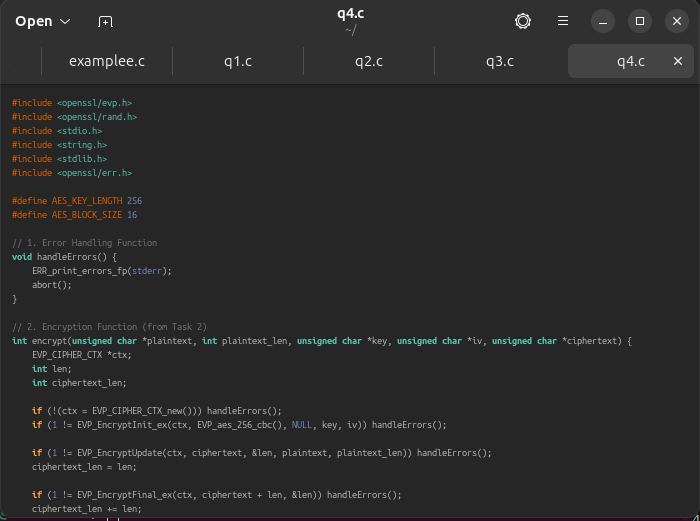 Open
q4.c
~/
examplee.c
q1.c
q2.c
q3.c
q4.c
#include <openssl/evp.h>
#include <openssl/rand.h>
#include <stdio.h>
#include <string.h>
#include <stdlib.h>
#include <openssl/err.h>
#define AES_KEY_LENGTH 256
#define AES_BLOCK_SIZE 16
// 1. Error Handling Function
void handleErrors() {
    ERR_print_errors_fp(stderr);
    abort();
}
// 2. Encryption Function (from Task 2)
int encrypt(unsigned char *plaintext, int plaintext_len, unsigned char *key, unsigned char *iv, unsigned char *ciphertext) {
    EVP_CIPHER_CTX *ctx;
    int len;
    int ciphertext_len;
    if (!(ctx = EVP_CIPHER_CTX_new())) handleErrors();
    if (1 != EVP_EncryptInit_ex(ctx, EVP_aes_256_cbc(), NULL, key, iv)) handleErrors();
    if (1 != EVP_EncryptUpdate(ctx, ciphertext, &len, plaintext, plaintext_len)) handleErrors();
    ciphertext_len = len;
    if (1 != EVP_EncryptFinal_ex(ctx, ciphertext + len, &len)) handleErrors();
    ciphertext_len += len;